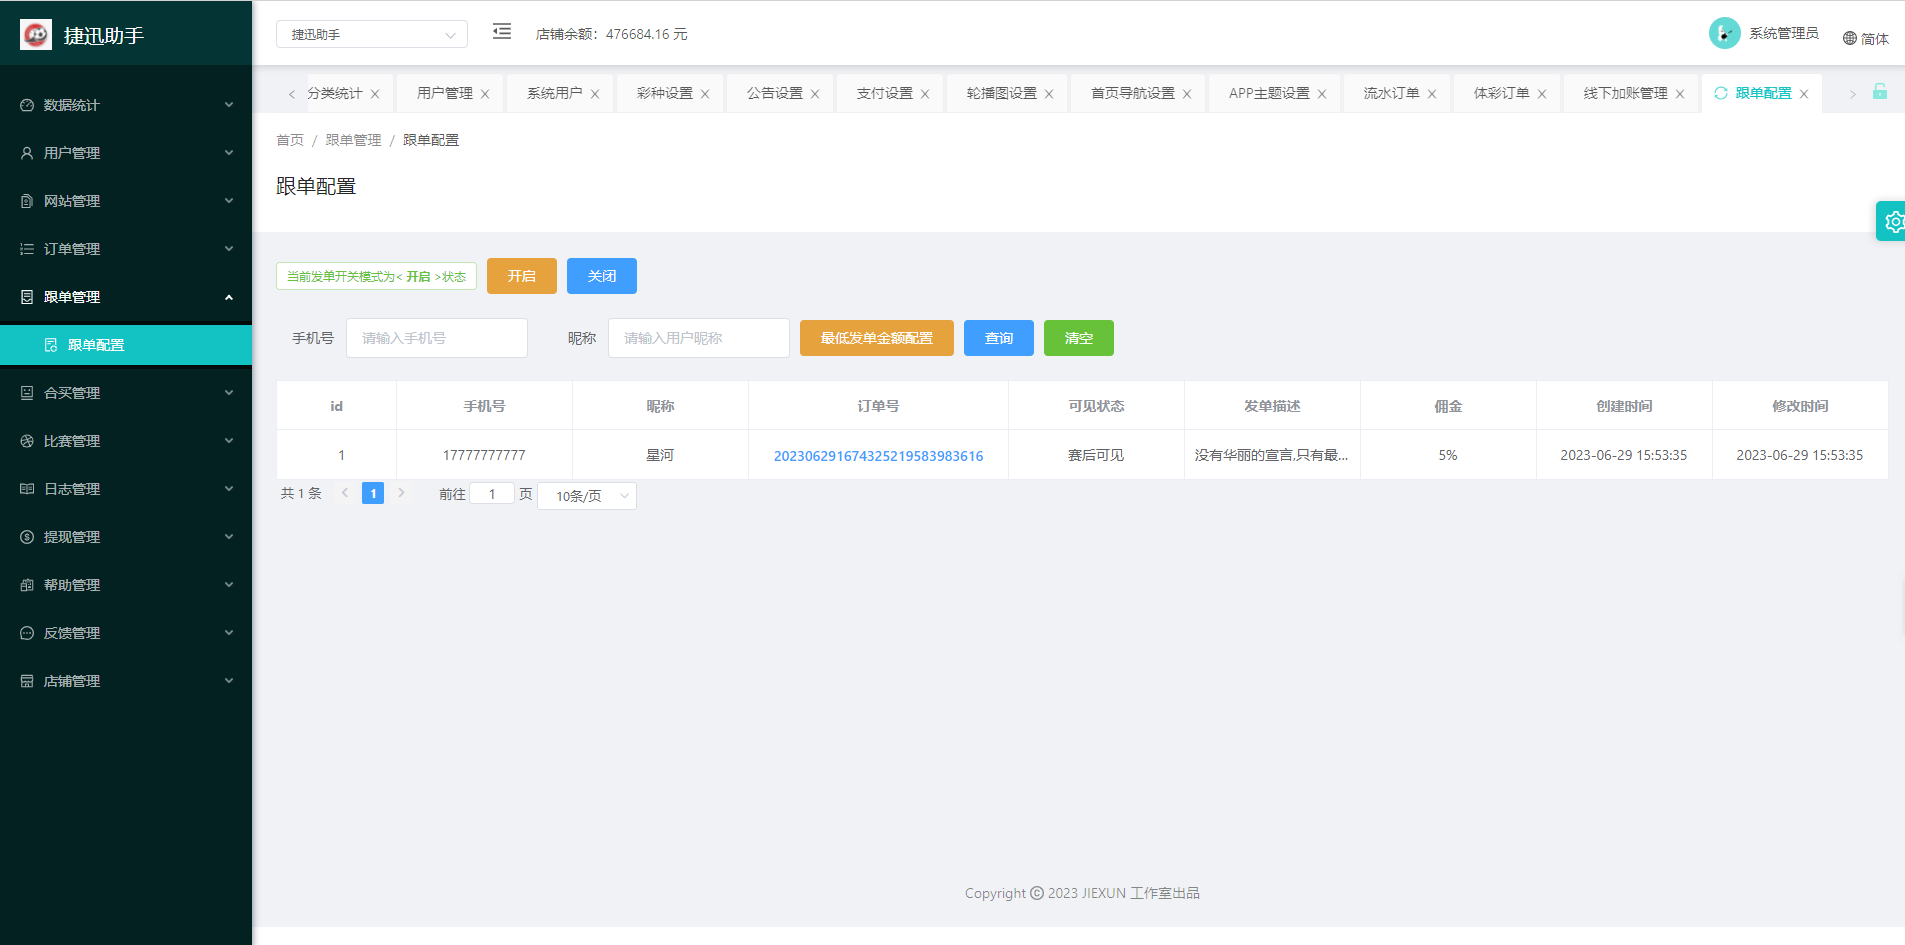 捷迅助手
捷迅助手
店铺余额：476684.16 元
系统管理员
简体
分类统计
用户管理
系统用户
彩种设置
公告设置
支付设置
轮播图设置
首页导航设置
APP主题设置
流水订单
体彩订单
线下加账管理
跟单配置
数据统计
用户管理
网站管理
订单管理
跟单管理
跟单配置
合买管理
比赛管理
日志管理
提现管理
帮助管理
反馈管理
店铺管理
首页 / 跟单管理 / 跟单配置
跟单配置
当前发单开关模式为< 开启 >状态
开启
关闭
手机号 请输入手机号
昵称 请输入用户昵称
最低发单金额配置
查询
清空
id 手机号 昵称 订单号 可见状态 发单描述 佣金 创建时间 修改时间
1 17777777777 星河 202306291674325219583983616 赛后可见 没有华丽的宣言,只有最... 5% 2023-06-29 15:53:35 2023-06-29 15:53:35
共 1 条 1 前往 1 页 10条/页
Copyright © 2023 JIEXUN 工作室出品